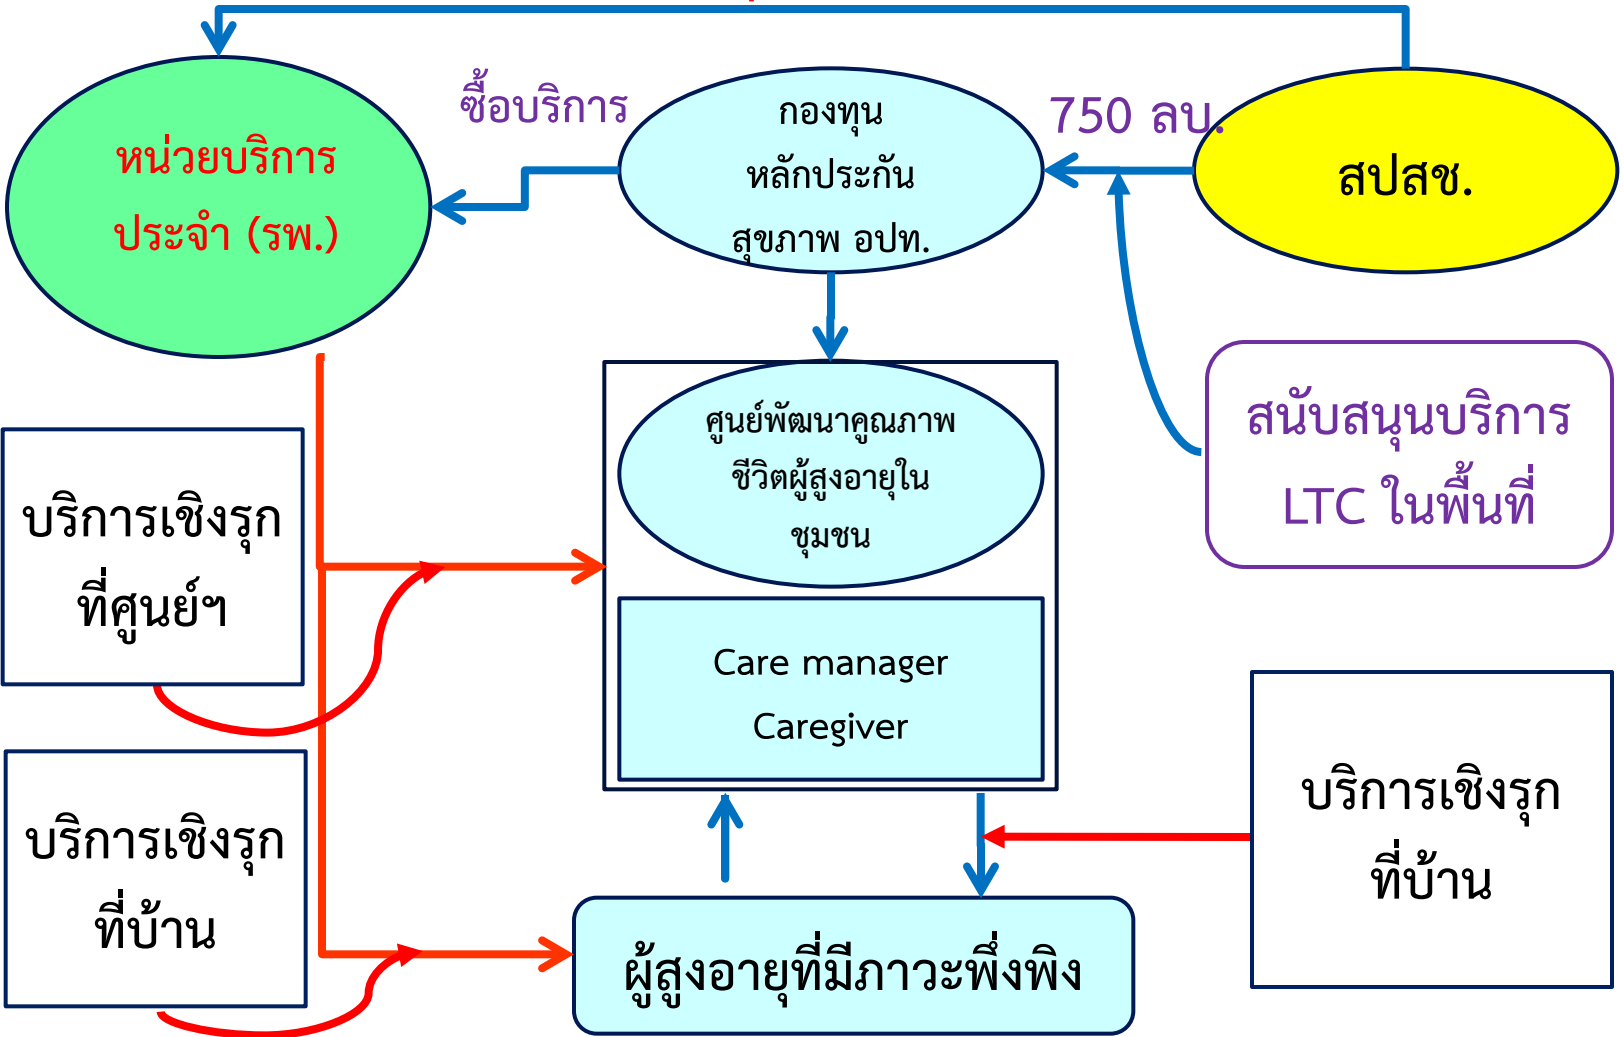 ซื้อบริการ
750 ลบ.
หน่วยบริการ
ประจำ (รพ.)
กองทุน
หลักประกัน
สุขภาพ อปท.
สปสช.
ศูนย์พัฒนาคูณภาพ
ชีวิตผู้สูงอายุใน
ชุมชน
สนับสนุนบริการ
LTC ในพื้นที่
บริการเชิงรุก
ที่ศูนย์ฯ
Care manager
Caregiver
บริการเชิงรุก
ที่บ้าน
บริการเชิงรุก
ที่บ้าน
ผู้สูงอายุที่มีภาวะพึ่งพิง